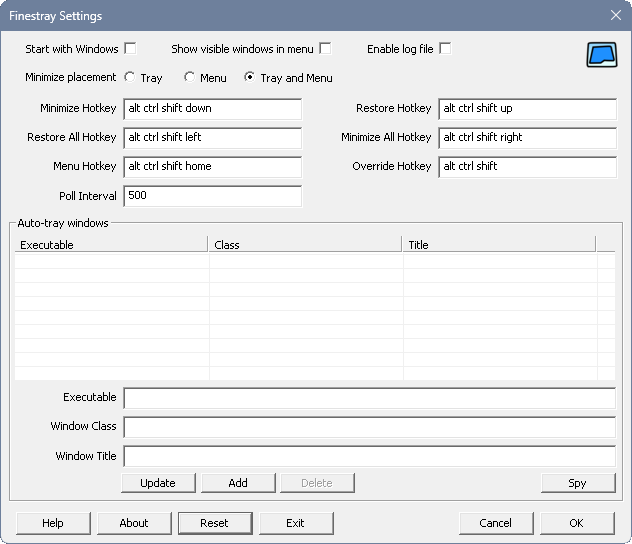 Finestray Settings
Start with Windows Show visible windows in menu Enable log file
Minimize placement Tray Menu Tray and Menu
Minimize Hotkey alt ctrl shift down Restore Hotkey alt ctrl shift up
Restore All Hotkey alt ctrl shift left Minimize All Hotkey alt ctrl shift right
Menu Hotkey alt ctrl shift home Override Hotkey alt ctrl shift
Poll Interval 500
Auto-tray windows
Executable Class Title
Executable
Window Class
Window Title
Update Add Delete Spy
Help About Reset Exit Cancel OK